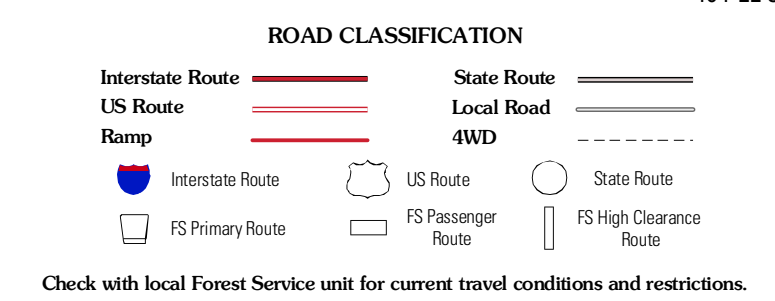 ROAD CLASSIFICATION
Interstate Route
State Route
US Route
Local Road
Ramp
4WD
Interstate Route
US Route
State Route
FS Primary Route
FS Passenger
Route
FS High Clearance
Route
Check with local Forest Service unit for current travel conditions and restrictions.